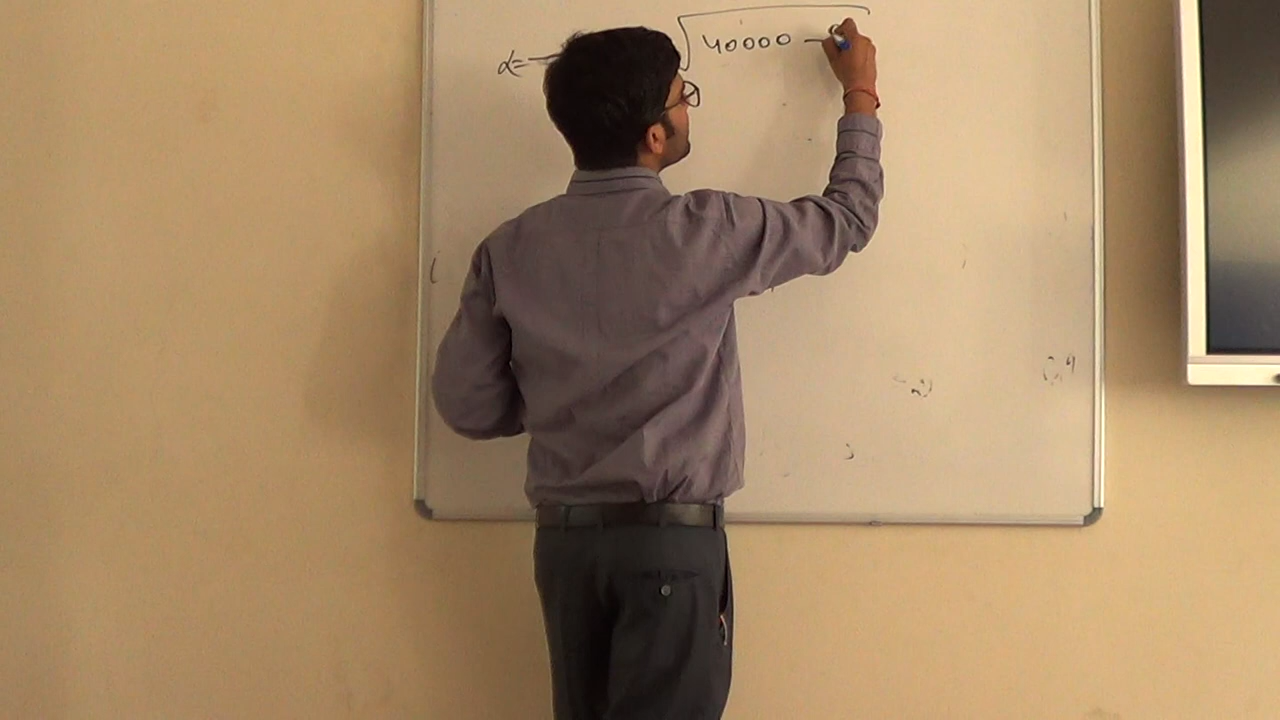 α = - √40000 -